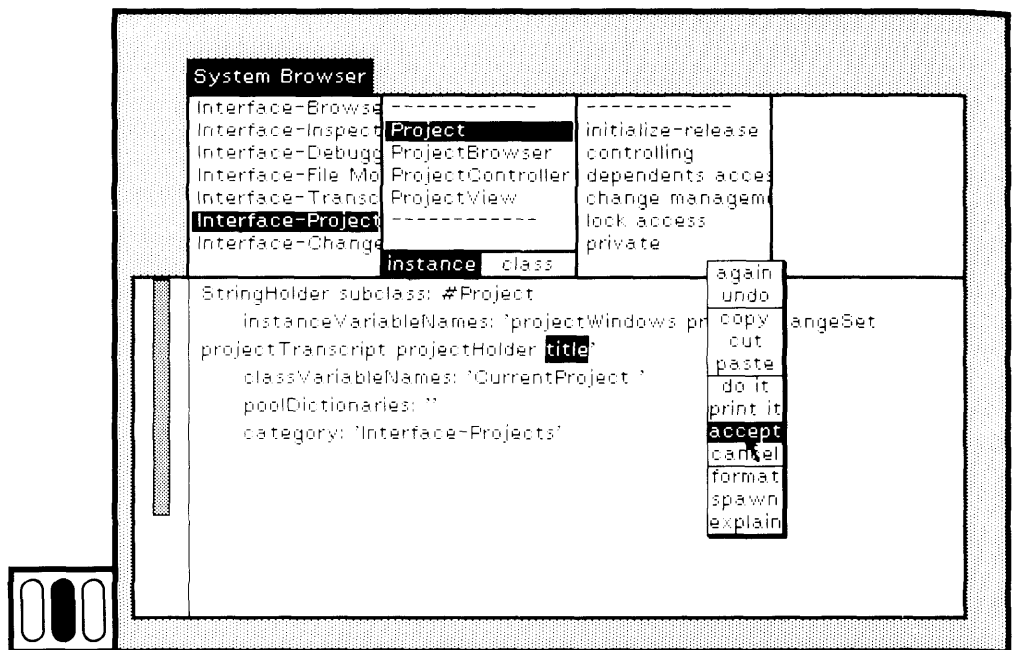 System Browser
Interface-Browse
Interface-Inspect
Interface-Debugg
Interface-File Mo
Interface-Transc
Interface-Project
Interface-Change
------------
Project
ProjectBrowser
ProjectController
ProjectView
------------
instance class
------------
initialize-release
controlling
dependents acces
change managem
lock access
private
StringHolder subclass: #Project
instanceVariableNames: 'projectWindows pr angeSet
projectTranscript projectHolder title'
classVariableNames: 'CurrentProject '
poolDictionaries: ''
category: 'Interface-Projects'
again
undo
copy
cut
paste
do it
print it
accept
cancel
format
spawn
explain